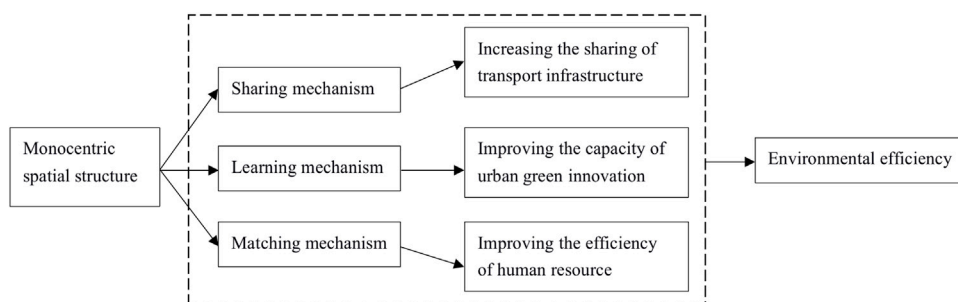 Monocentric
spatial structure
Sharing mechanism
Learning mechanism
Matching mechanism
Increasing the sharing of
transport infrastructure
Improving the capacity of
urban green innovation
Improving the efficiency
of human resource
Environmental efficiency